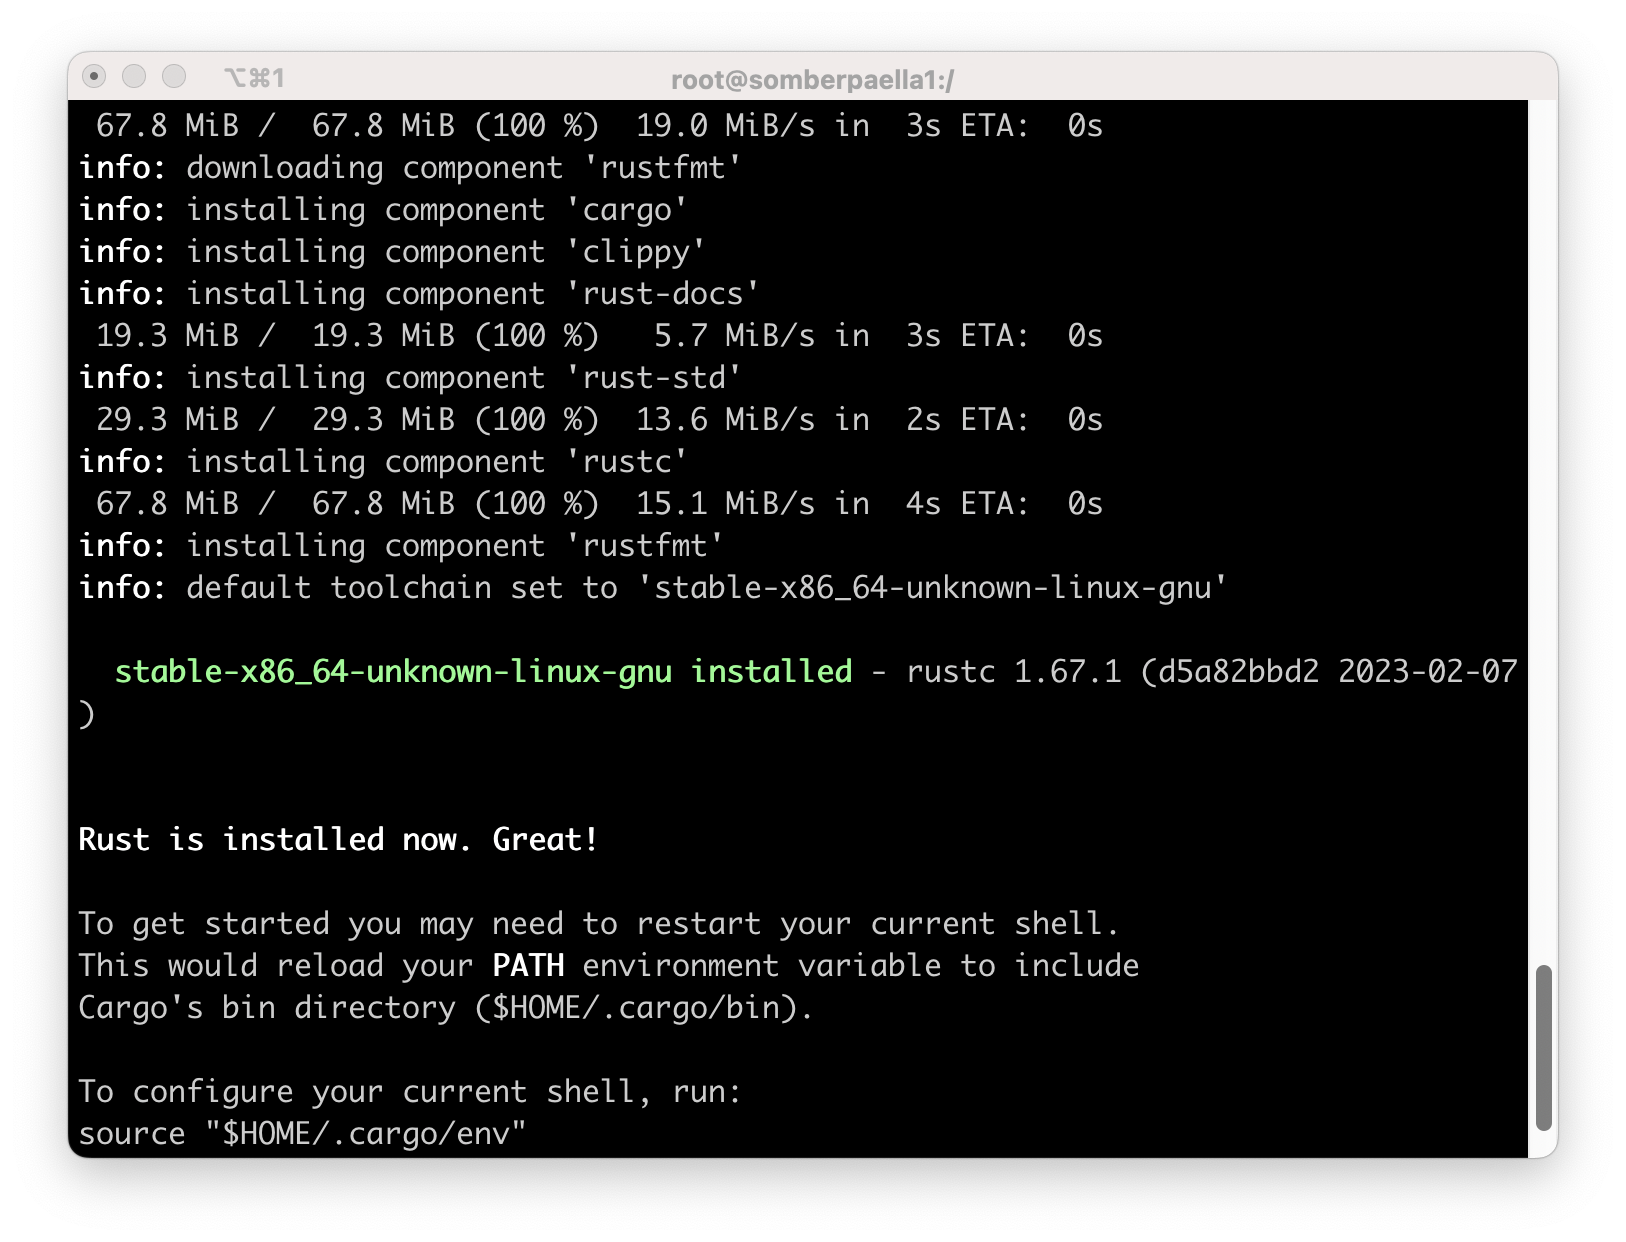 ⌥⌘1
root@somberpaella1:/
 67.8 MiB /  67.8 MiB (100 %)  19.0 MiB/s in  3s ETA:  0s
info: downloading component 'rustfmt'
info: installing component 'cargo'
info: installing component 'clippy'
info: installing component 'rust-docs'
 19.3 MiB /  19.3 MiB (100 %)   5.7 MiB/s in  3s ETA:  0s
info: installing component 'rust-std'
 29.3 MiB /  29.3 MiB (100 %)  13.6 MiB/s in  2s ETA:  0s
info: installing component 'rustc'
 67.8 MiB /  67.8 MiB (100 %)  15.1 MiB/s in  4s ETA:  0s
info: installing component 'rustfmt'
info: default toolchain set to 'stable-x86_64-unknown-linux-gnu'
  stable-x86_64-unknown-linux-gnu installed - rustc 1.67.1 (d5a82bbd2 2023-02-07
)
Rust is installed now. Great!
To get started you may need to restart your current shell.
This would reload your PATH environment variable to include
Cargo's bin directory ($HOME/.cargo/bin).
To configure your current shell, run:
source "$HOME/.cargo/env"